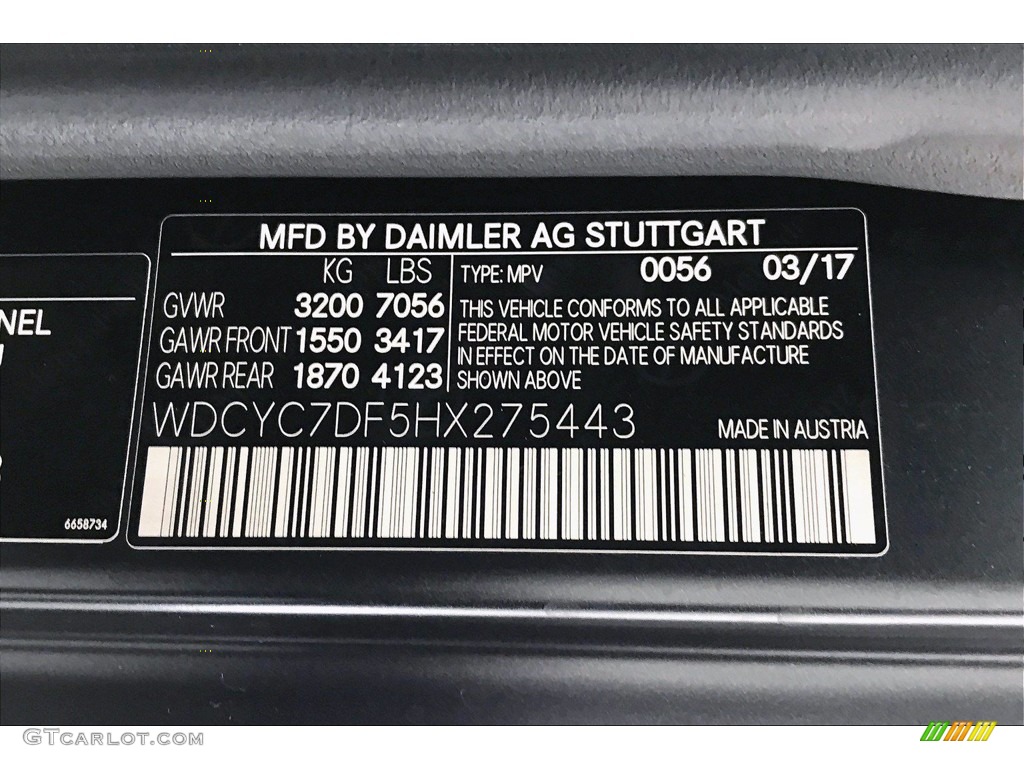 MFD BY DAIMLER AG STUTTGART
KG LBS
GVWR 3200 7056
GAWR FRONT 1550 3417
GAWR REAR 1870 4123
TYPE: MPV 0056 03/17
THIS VEHICLE CONFORMS TO ALL APPLICABLE
FEDERAL MOTOR VEHICLE SAFETY STANDARDS
IN EFFECT ON THE DATE OF MANUFACTURE
SHOWN ABOVE
WDCYC7DF5HX275443
MADE IN AUSTRIA
NEL
6658734
GTCARLOT.COM